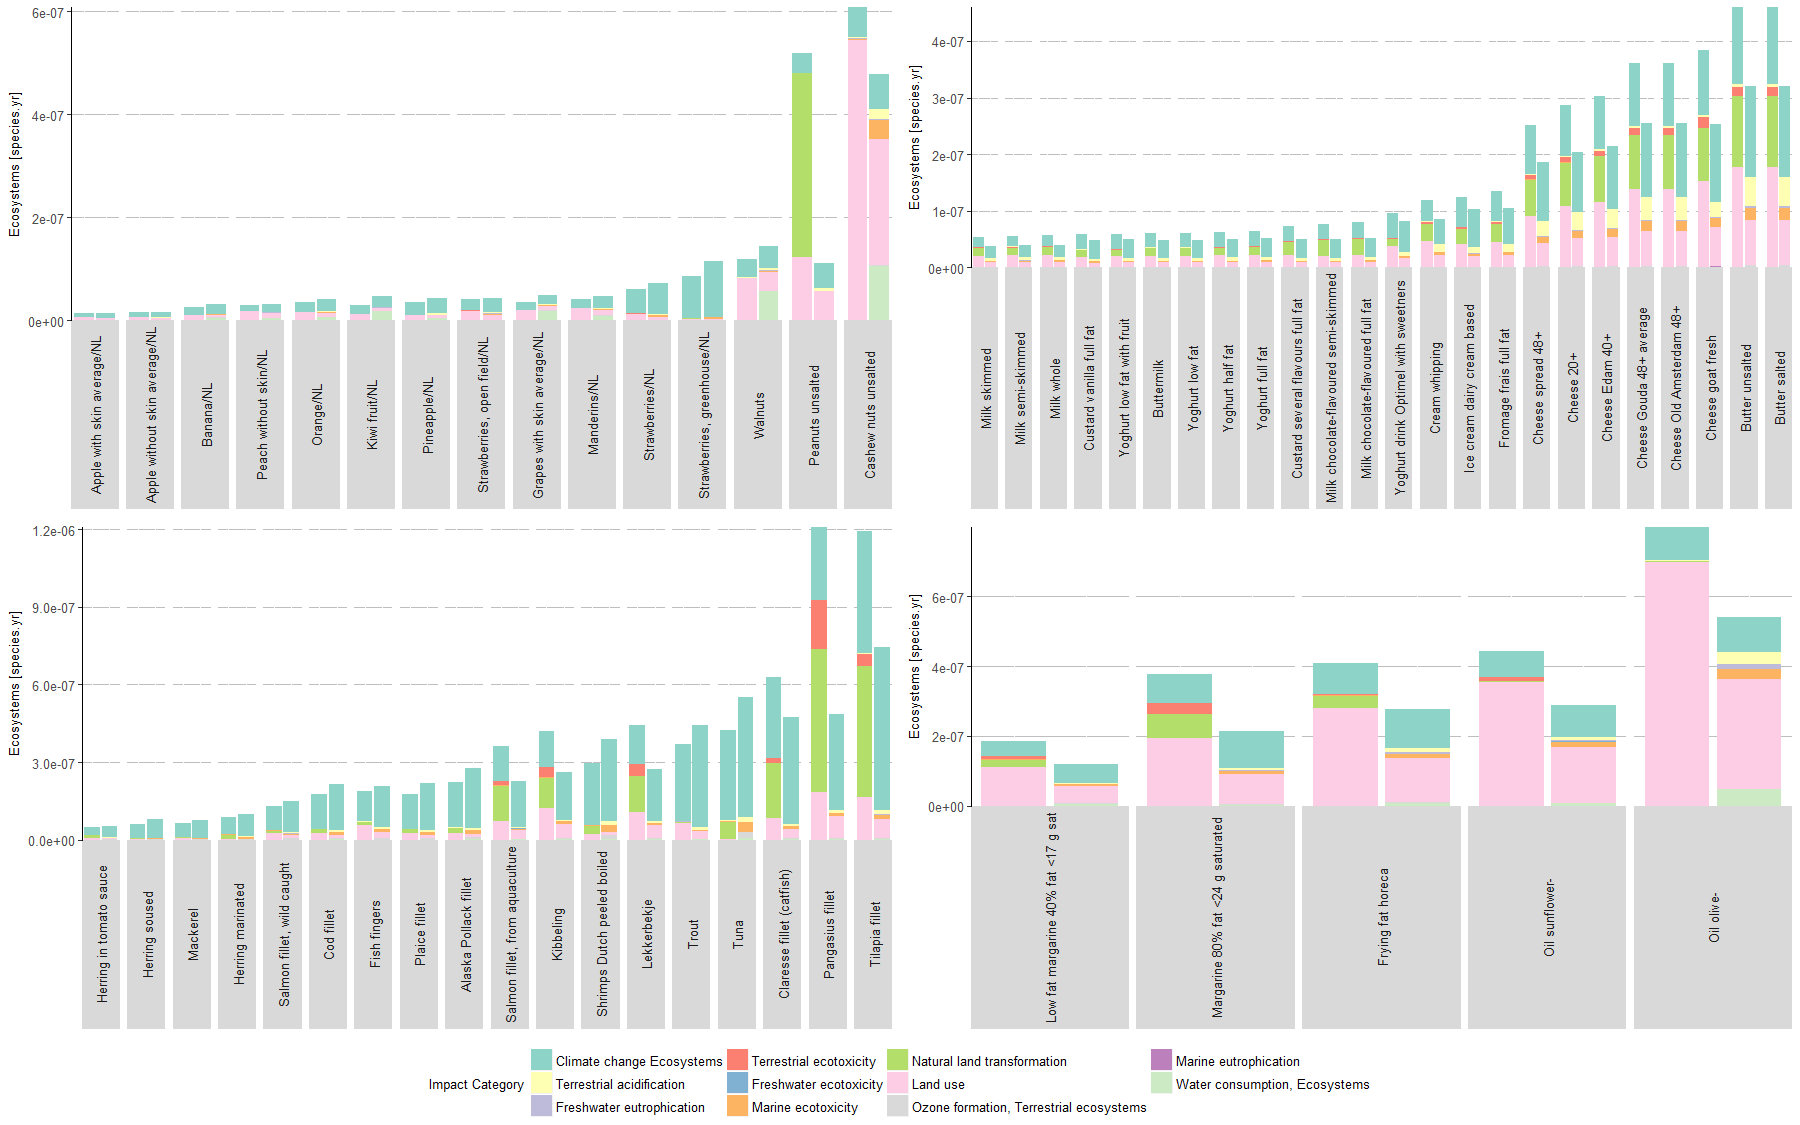 Ecosystems [species.yr]
6e-07
4e-07
2e-07
0e+00
Apple with skin average/NL
Apple without skin average/NL
Banana/NL
Peach without skin/NL
Orange/NL
Kiwi fruit/NL
Pineapple/NL
Strawberries, open field/NL
Grapes with skin average/NL
Manderins/NL
Strawberries/NL
Strawberries, greenhouse/NL
Walnuts
Peanuts unsalted
Cashew nuts unsalted
Ecosystems [species.yr]
4e-07
3e-07
2e-07
1e-07
0e+00
Milk skimmed
Milk semi-skimmed
Milk whole
Custard vanilla full fat
Yoghurt low fat with fruit
Buttermilk
Yoghurt low fat
Yoghurt half fat
Yoghurt full fat
Custard several flavours full fat
Milk chocolate-flavoured semi-skimmed
Milk chocolate-flavoured full fat
Yoghurt drink Optimel with sweetners
Cream whipping
Ice cream dairy cream based
Fromage frais full fat
Cheese spread 48+
Cheese 20+
Cheese Edam 40+
Cheese Gouda 48+ average
Cheese Old Amsterdam 48+
Cheese goat fresh
Butter unsalted
Butter salted
Ecosystems [species.yr]
1.2e-06
9.0e-07
6.0e-07
3.0e-07
0.0e+00
Herring in tomato sauce
Herring soused
Mackerel
Herring marinated
Salmon fillet, wild caught
Cod fillet
Fish fingers
Plaice fillet
Alaska Pollack fillet
Salmon fillet, from aquaculture
Kibbeling
Shrimps Dutch peeled boiled
Lekkerbekje
Trout
Tuna
Claresse fillet (catfish)
Pangasius fillet
Tilapia fillet
Ecosystems [species.yr]
6e-07
4e-07
2e-07
0e+00
Low fat margarine 40% fat <17 g sat
Margarine 80% fat <24 g saturated
Frying fat horeca
Oil sunflower-
Oil olive-
Impact Category
Climate change Ecosystems
Terrestrial acidification
Freshwater eutrophication
Terrestrial ecotoxicity
Freshwater ecotoxicity
Marine ecotoxicity
Natural land transformation
Land use
Ozone formation, Terrestrial ecosystems
Marine eutrophication
Water consumption, Ecosystems